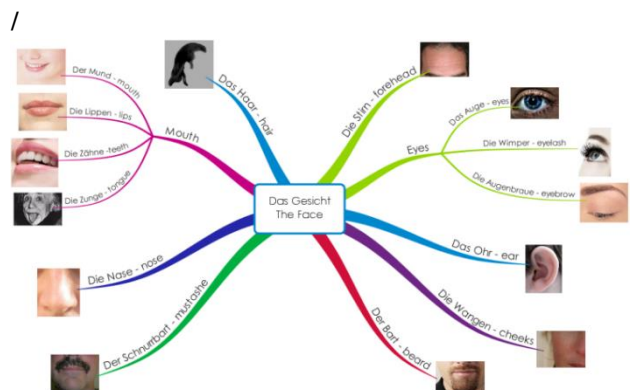 /
Das Gesicht
The Face
Das Haar - hair
Die Stirn - forehead
Mouth
Der Mund - mouth
Die Lippen - lips
Die Zähne -teeth
Die Zunge - tongue
Eyes
Das Auge - eyes
Die Wimper - eyelash
Die Augenbraue - eyebrow
Das Ohr - ear
Die Wangen - cheeks
Der Bart - beard
Der Schnurrbart - mustashe
Die Nase - nose